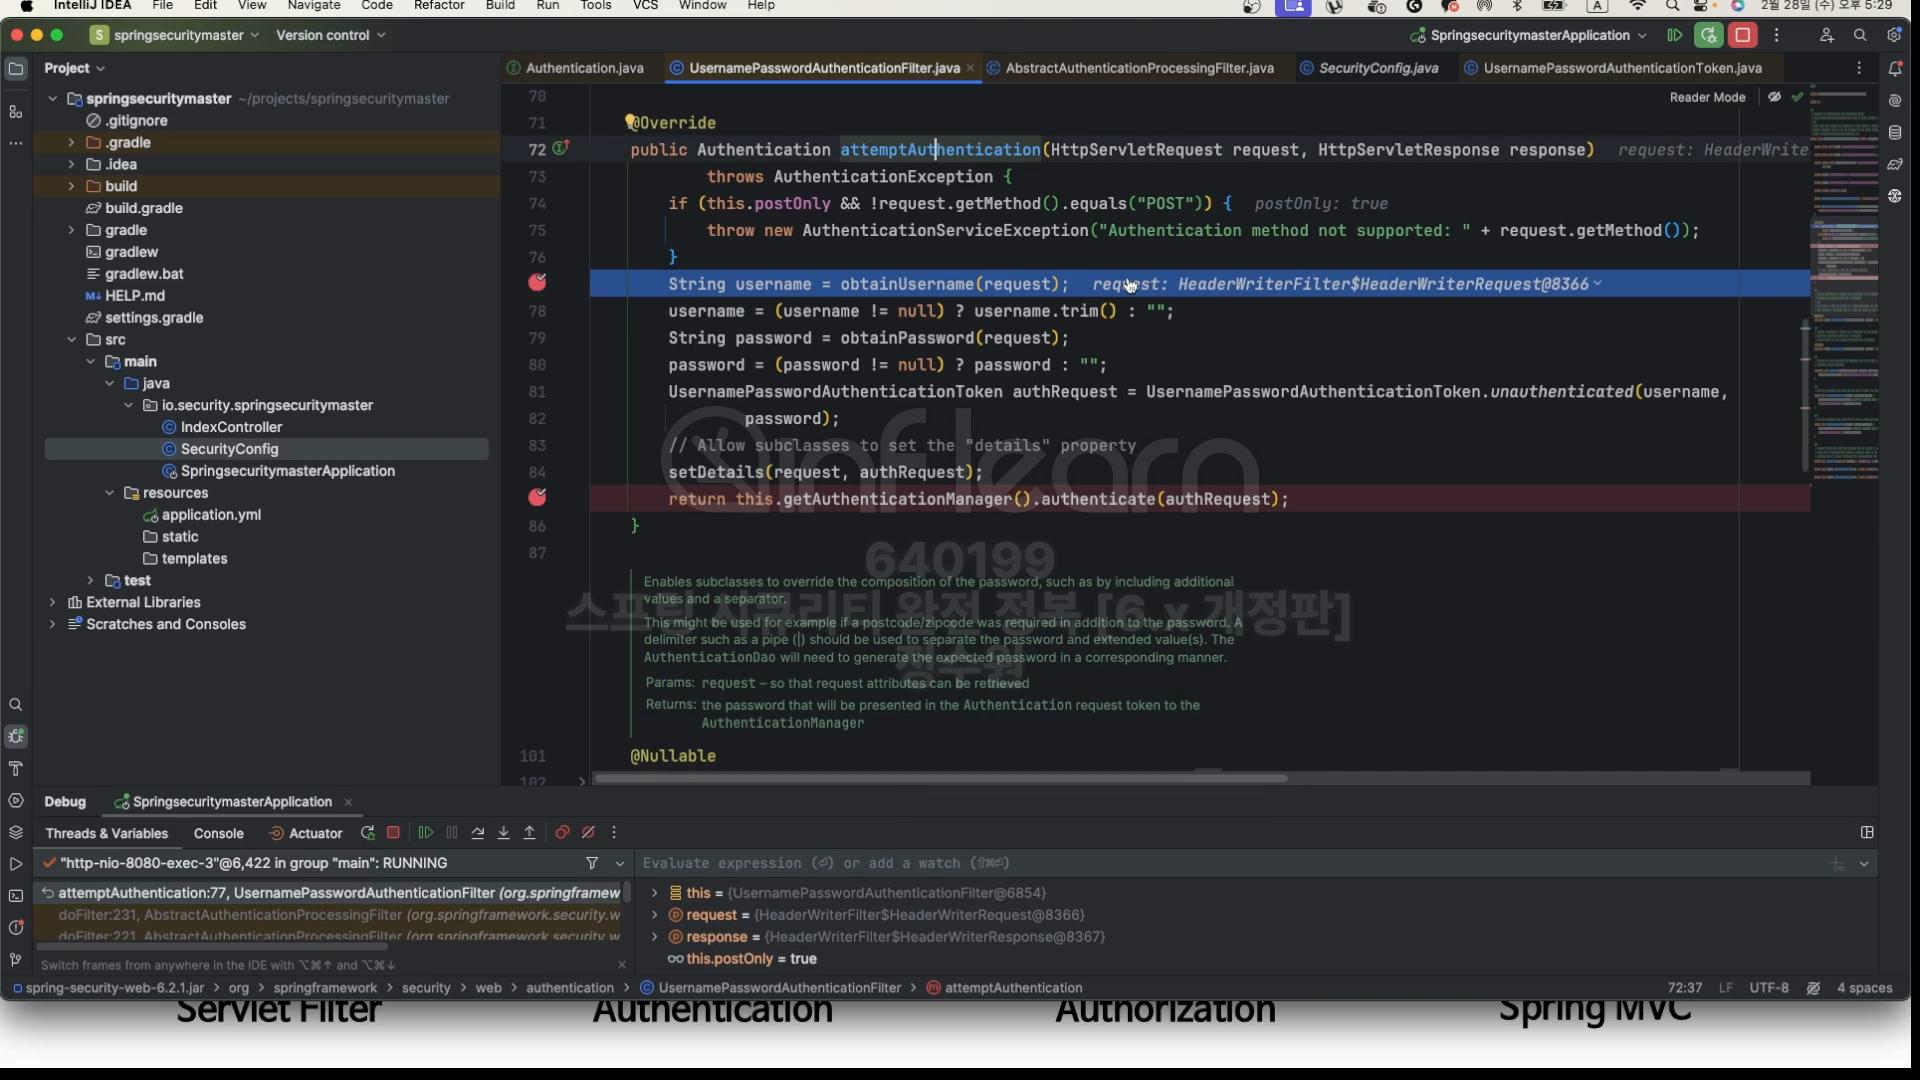 IntelliJ IDEA File Edit View Navigate Code Refactor Build Run Tools VCS Window Help A 2월 28일 (수) 오후 5:29
S springsecuritymaster Version control SpringsecuritymasterApplication
Project
Authentication.java UsernamePasswordAuthenticationFilter.java AbstractAuthenticationProcessingFilter.java SecurityConfig.java UsernamePasswordAuthenticationToken.java
springsecuritymaster ~/projects/springsecuritymaster
.gitignore
.gradle
.idea
build
build.gradle
gradle
gradlew
gradlew.bat
HELP.md
settings.gradle
src
main
java
io.security.springsecuritymaster
IndexController
SecurityConfig
SpringsecuritymasterApplication
resources
application.yml
static
templates
test
External Libraries
Scratches and Consoles
Reader Mode
70
71 @Override
72 public Authentication attemptAuthentication(HttpServletRequest request, HttpServletResponse response) request: HeaderWrite
73 throws AuthenticationException {
74 if (this.postOnly && !request.getMethod().equals("POST")) { postOnly: true
75 throw new AuthenticationServiceException("Authentication method not supported: " + request.getMethod());
76 }
String username = obtainUsername(request); request: HeaderWriterFilter$HeaderWriterRequest@8366
78 username = (username != null) ? username.trim() : "";
79 String password = obtainPassword(request);
80 password = (password != null) ? password : "";
81 UsernamePasswordAuthenticationToken authRequest = UsernamePasswordAuthenticationToken.unauthenticated(username,
82 password);
83 // Allow subclasses to set the "details" property
84 setDetails(request, authRequest);
return this.getAuthenticationManager().authenticate(authRequest);
86 }
87
inflearn
640199
스프링 시큐리티 완전 정복 [6.x 개정판]
정수원
Enables subclasses to override the composition of the password, such as by including additional
values and a separator.
This might be used for example if a postcode/zipcode was required in addition to the password. A
delimiter such as a pipe (|) should be used to separate the password and extended value(s). The
AuthenticationDao will need to generate the expected password in a corresponding manner.
Params: request – so that request attributes can be retrieved
Returns: the password that will be presented in the Authentication request token to the
AuthenticationManager
101 @Nullable
102
Debug SpringsecuritymasterApplication
Threads & Variables Console Actuator
"http-nio-8080-exec-3"@6,422 in group "main": RUNNING
attemptAuthentication:77, UsernamePasswordAuthenticationFilter (org.springframew
doFilter:231, AbstractAuthenticationProcessingFilter (org.springframework.security.w
doFilter:221, AbstractAuthenticationProcessingFilter (org.springframework.security.w
Switch frames from anywhere in the IDE with ⌥⌘↑ and ⌥⌘↓
Evaluate expression (⏎) or add a watch (⇧⌘⏎)
this = {UsernamePasswordAuthenticationFilter@6854}
request = {HeaderWriterFilter$HeaderWriterRequest@8366}
response = {HeaderWriterFilter$HeaderWriterResponse@8367}
this.postOnly = true
spring-security-web-6.2.1.jar > org > springframework > security > web > authentication > UsernamePasswordAuthenticationFilter > attemptAuthentication 72:37 LF UTF-8 4 spaces
Servlet Filter Authentication Authorization Spring MVC